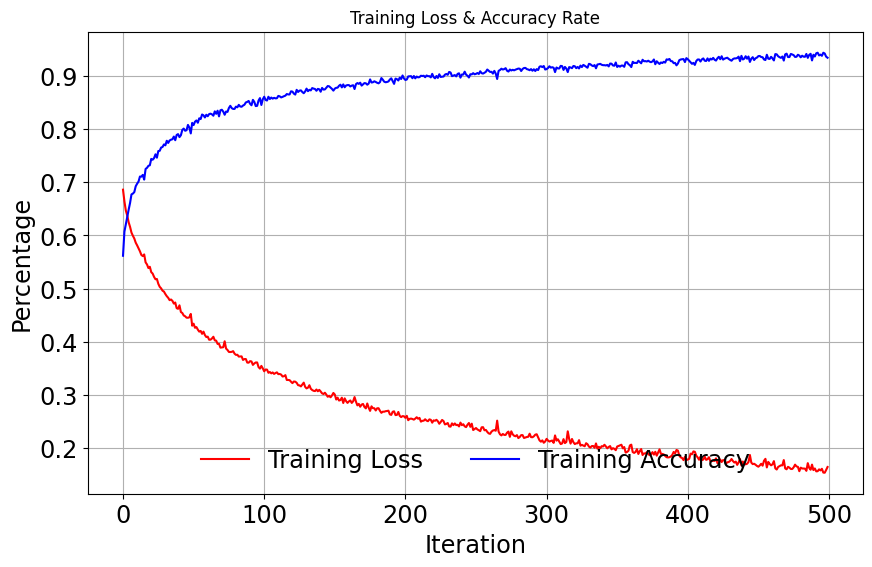 Training Loss & Accuracy Rate
0.9
0.8
0.7
0.6
0.5
0.4
0.3
0.2
Percentage
Training Loss Training Accuracy
0 100 200 300 400 500
Iteration